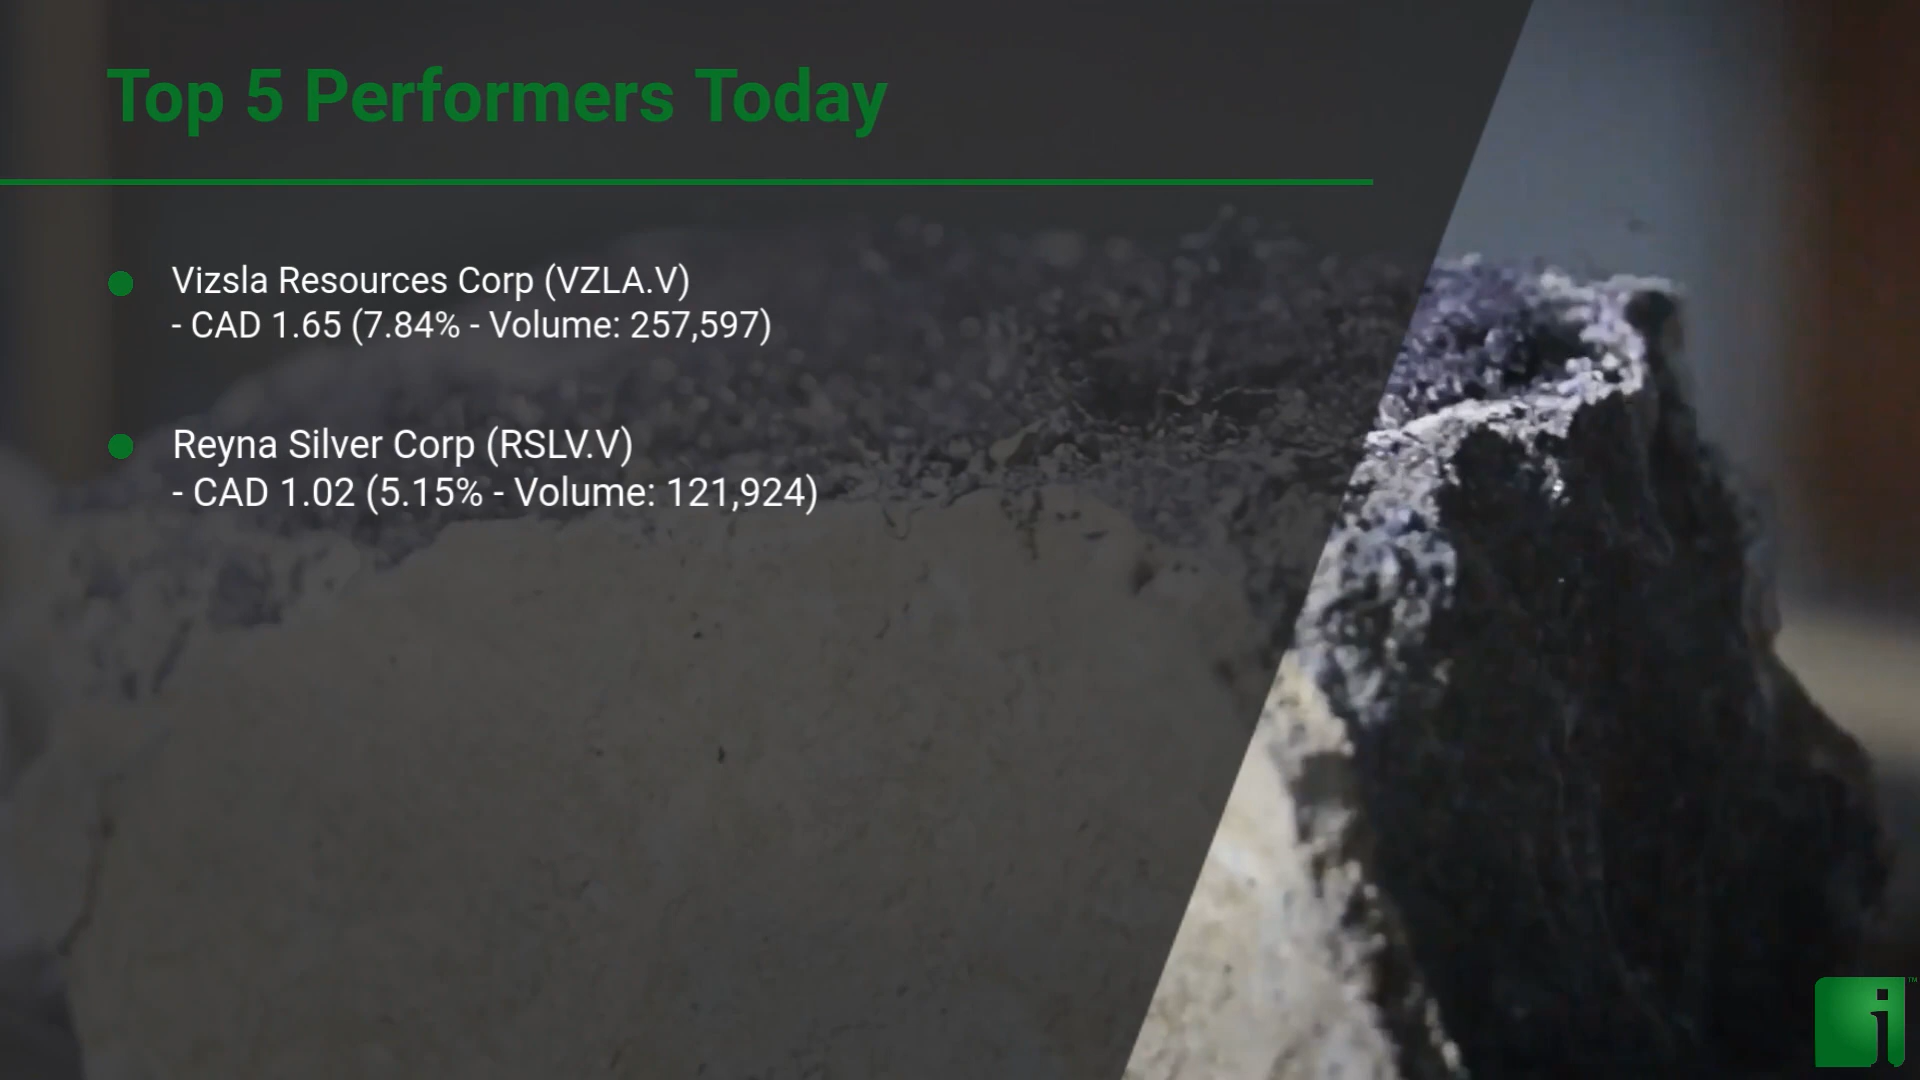 Top 5 Performers Today
Vizsla Resources Corp (VZLA.V)
- CAD 1.65 (7.84% - Volume: 257,597)
Reyna Silver Corp (RSLV.V)
- CAD 1.02 (5.15% - Volume: 121,924)
i
TM